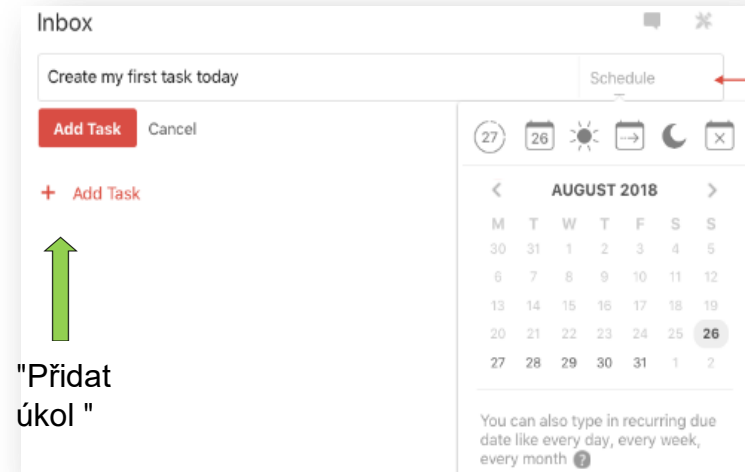 Inbox
Create my first task today Schedule
Add Task Cancel
27 26
+ Add Task
< AUGUST 2018 >
M T W T F S S
30 31 1 2 3 4 5
6 7 8 9 10 11 12
13 14 15 16 17 18 19
20 21 22 23 24 25 26
27 28 29 30 31 1 2
"Přidat
úkol "
You can also type in recurring due
date like every day, every week,
every month ?